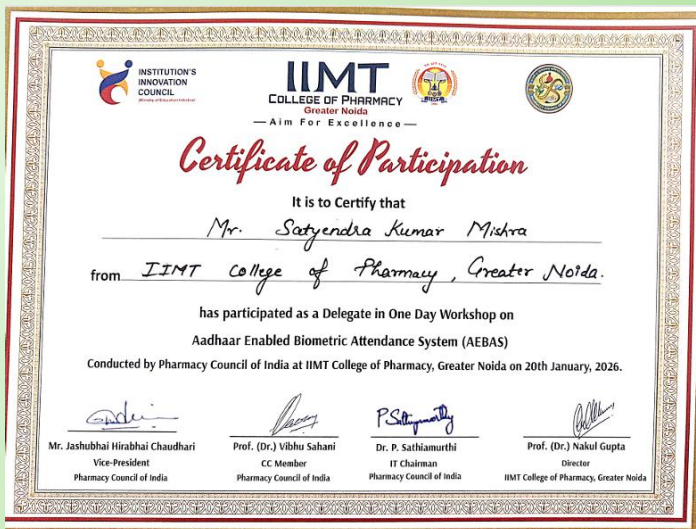 INSTITUTION'S
INNOVATION
COUNCIL
(Ministry of Education Initiative)
IIMT
COLLEGE OF PHARMACY
Greater Noida
—Aim For Excellence—
Certificate of Participation
It is to Certify that
Mr. Satyendra Kumar Mishra
from IIMT College of Pharmacy, Greater Noida.
has participated as a Delegate in One Day Workshop on
Aadhaar Enabled Biometric Attendance System (AEBAS)
Conducted by Pharmacy Council of India at IIMT College of Pharmacy, Greater Noida on 20th January, 2026.
Mr. Jashubhai Hirabhai Chaudhari
Vice-President
Pharmacy Council of India
Prof. (Dr.) Vibhu Sahani
CC Member
Pharmacy Council of India
Dr. P. Sathiamurthi
IT Chairman
Pharmacy Council of India
Prof. (Dr.) Nakul Gupta
Director
IIMT College of Pharmacy, Greater Noida